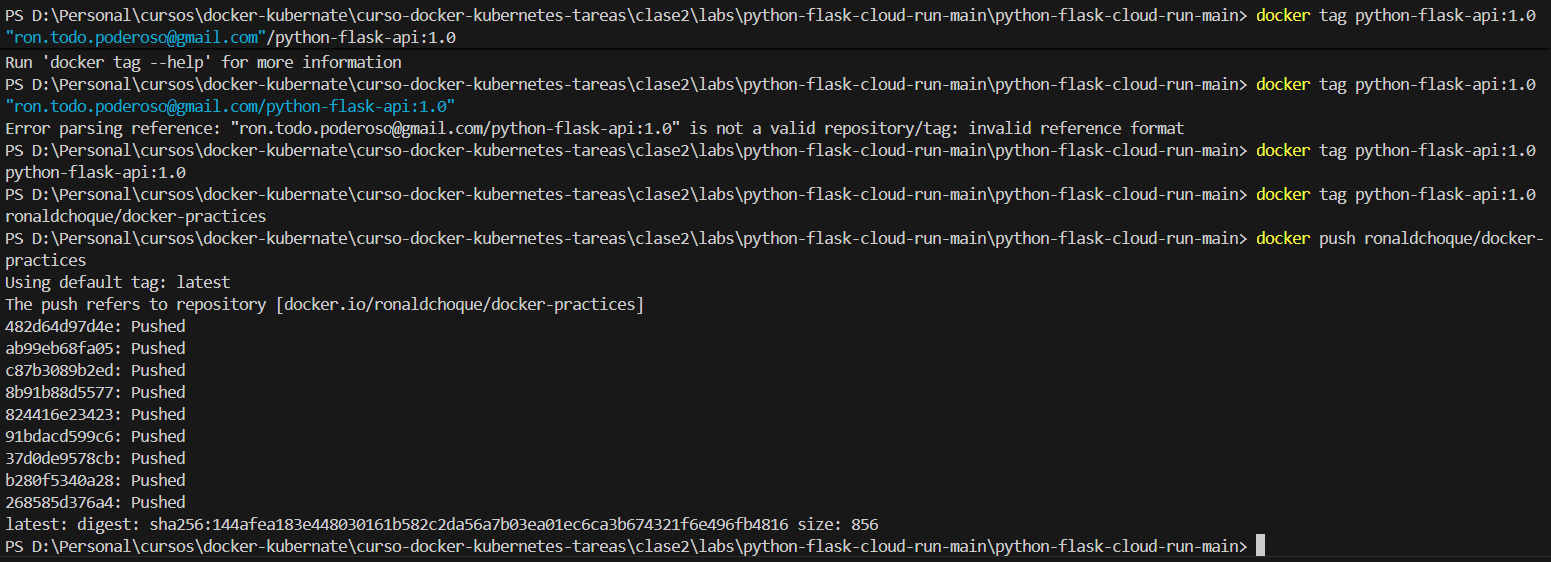 PS D:\Personal\cursos\docker-kubernate\curso-docker-kubernetes-tareas\clase2\labs\python-flask-cloud-run-main\python-flask-cloud-run-main> docker tag python-flask-api:1.0
"ron.todo.poderoso@gmail.com"/python-flask-api:1.0
Run 'docker tag --help' for more information
PS D:\Personal\cursos\docker-kubernate\curso-docker-kubernetes-tareas\clase2\labs\python-flask-cloud-run-main\python-flask-cloud-run-main> docker tag python-flask-api:1.0
"ron.todo.poderoso@gmail.com/python-flask-api:1.0"
Error parsing reference: "ron.todo.poderoso@gmail.com/python-flask-api:1.0" is not a valid repository/tag: invalid reference format
PS D:\Personal\cursos\docker-kubernate\curso-docker-kubernetes-tareas\clase2\labs\python-flask-cloud-run-main\python-flask-cloud-run-main> docker tag python-flask-api:1.0
python-flask-api:1.0
PS D:\Personal\cursos\docker-kubernate\curso-docker-kubernetes-tareas\clase2\labs\python-flask-cloud-run-main\python-flask-cloud-run-main> docker tag python-flask-api:1.0
ronaldchoque/docker-practices
PS D:\Personal\cursos\docker-kubernate\curso-docker-kubernetes-tareas\clase2\labs\python-flask-cloud-run-main\python-flask-cloud-run-main> docker push ronaldchoque/docker-
practices
Using default tag: latest
The push refers to repository [docker.io/ronaldchoque/docker-practices]
482d64d97d4e: Pushed
ab99eb68fa05: Pushed
c87b3089b2ed: Pushed
8b91b88d5577: Pushed
824416e23423: Pushed
91bdacd599c6: Pushed
37d0de9578cb: Pushed
b280f5340a28: Pushed
268585d376a4: Pushed
latest: digest: sha256:144afea183e448030161b582c2da56a7b03ea01ec6ca3b674321f6e496fb4816 size: 856
PS D:\Personal\cursos\docker-kubernate\curso-docker-kubernetes-tareas\clase2\labs\python-flask-cloud-run-main\python-flask-cloud-run-main>